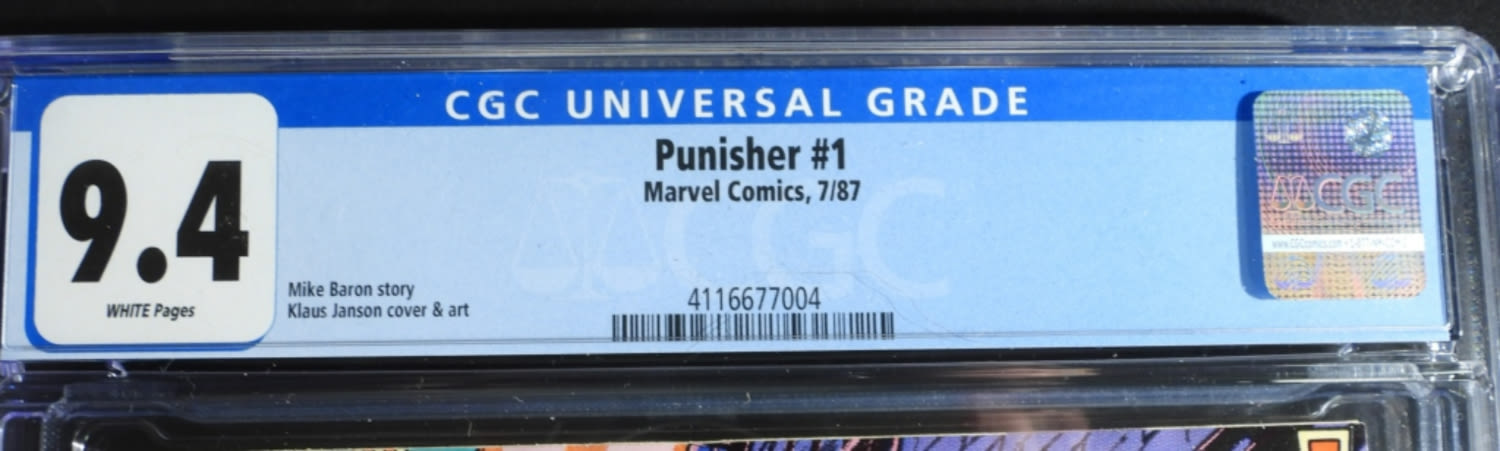 CGC UNIVERSAL GRADE
9.4
WHITE Pages
Punisher #1
Marvel Comics, 7/87
Mike Baron story
Klaus Janson cover & art
4116677004
CGC
CGC